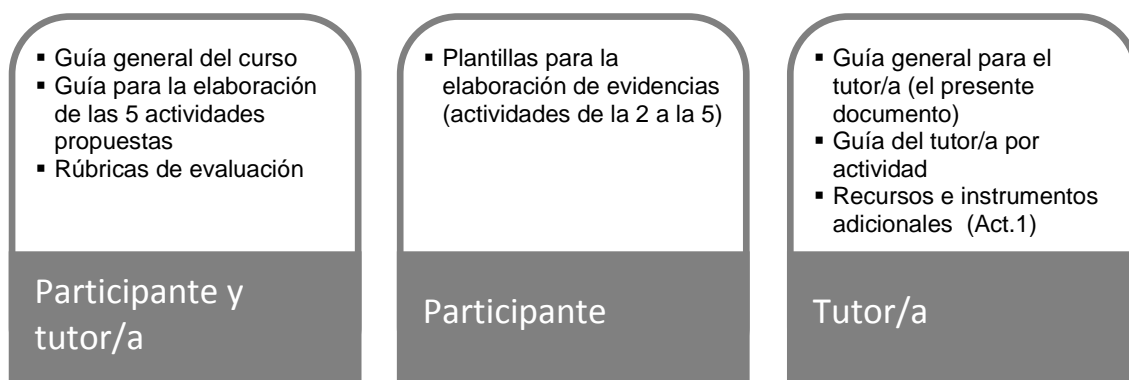 ▪ Guía general del curso
▪ Guía para la elaboración
de las 5 actividades
propuestas
▪ Rúbricas de evaluación
Participante y
tutor/a
▪ Plantillas para la
elaboración de evidencias
(actividades de la 2 a la 5)
Participante
▪ Guía general para el
tutor/a (el presente
documento)
▪ Guía del tutor/a por
actividad
▪ Recursos e instrumentos
adicionales (Act.1)
Tutor/a